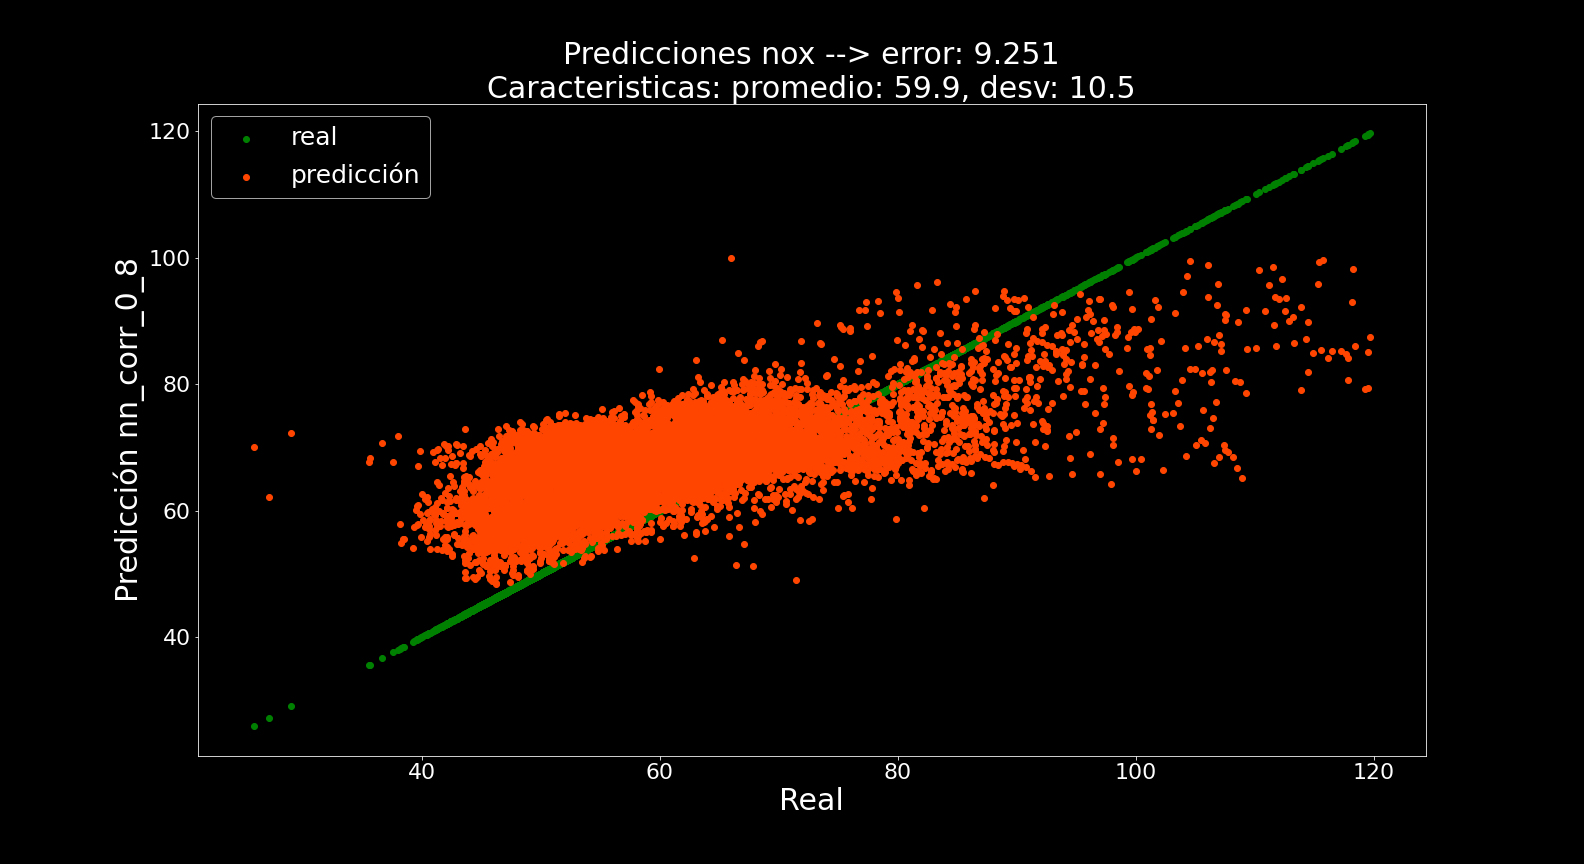 Predicciones nox --> error: 9.251
Caracteristicas: promedio: 59.9, desv: 10.5
real
predicción
120
100
80
60
40
Predicción nn_corr_0_8
40
60
80
100
120
Real